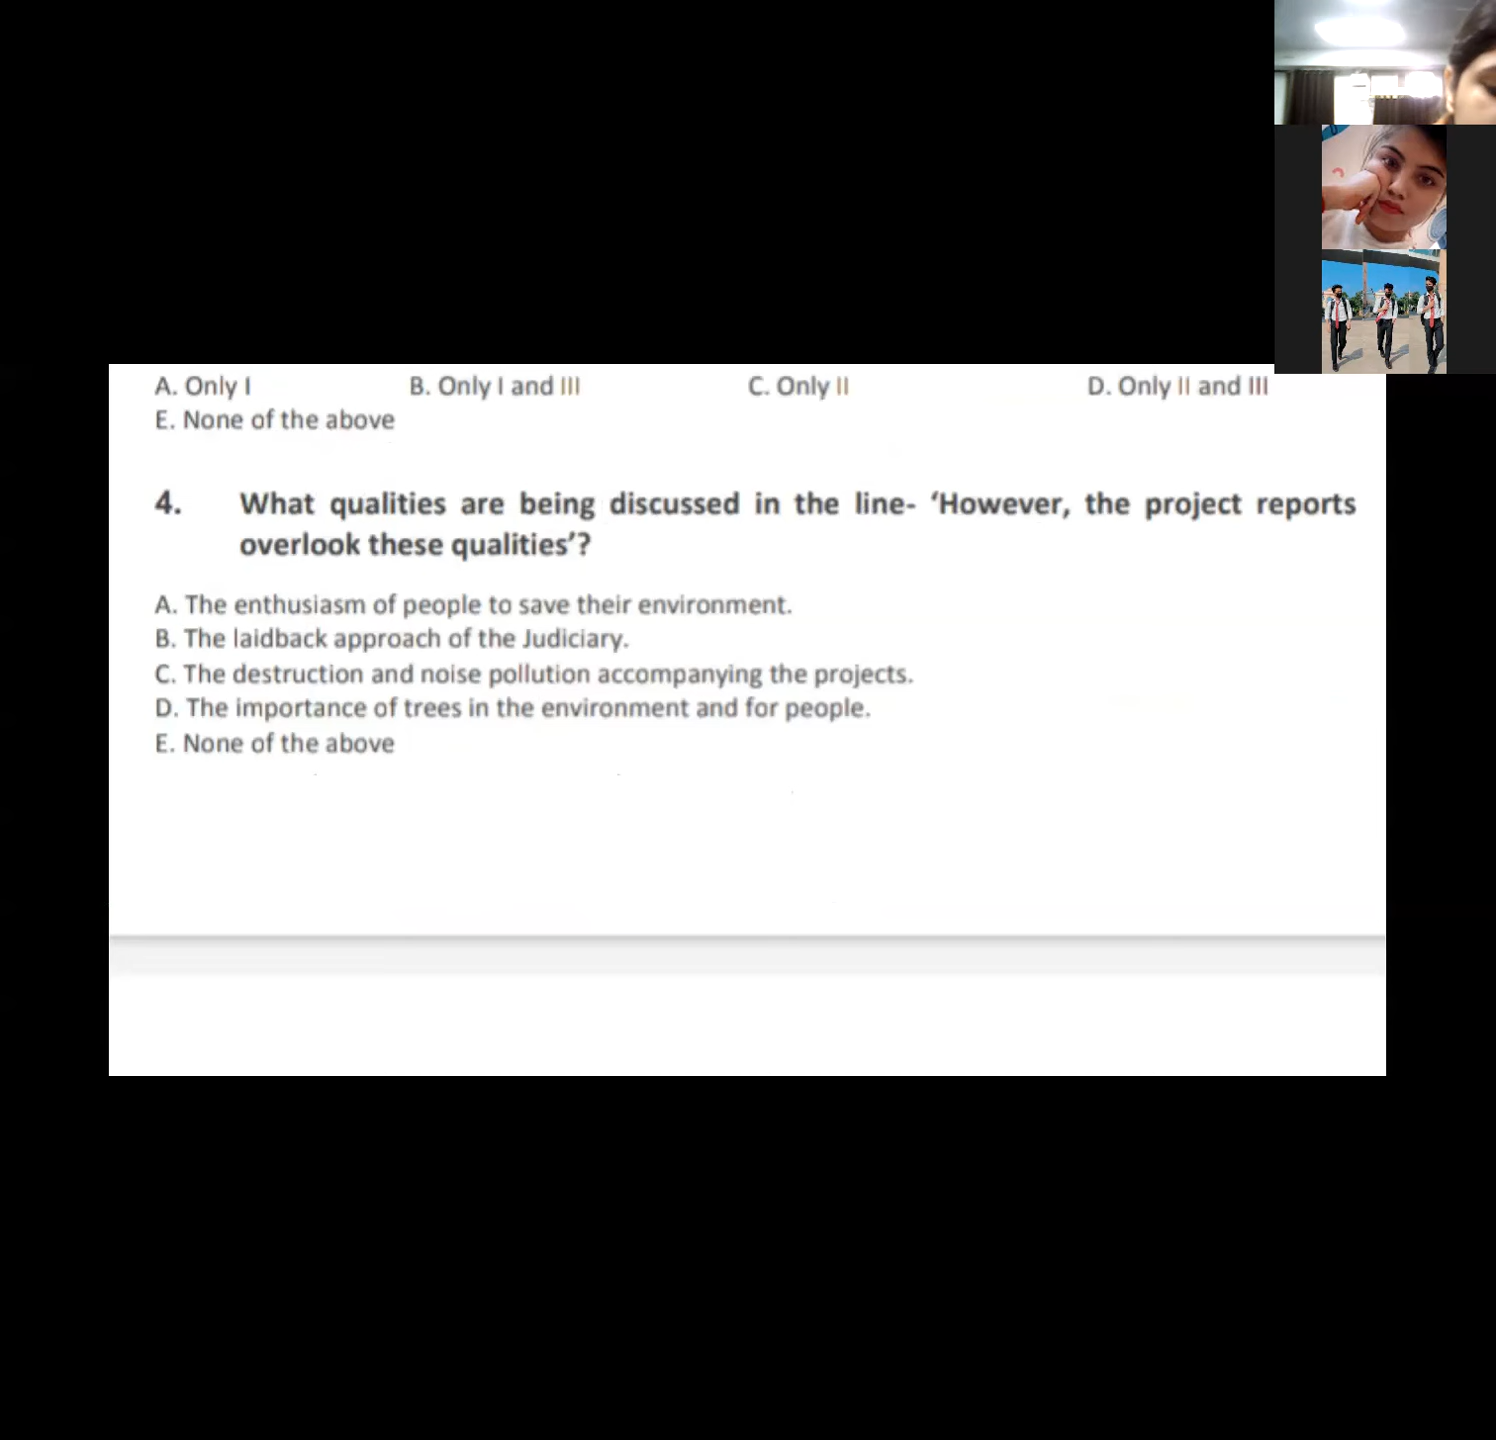 A. Only I B. Only I and III C. Only II D. Only II and III
E. None of the above
4. What qualities are being discussed in the line- ‘However, the project reports
overlook these qualities’?
A. The enthusiasm of people to save their environment.
B. The laidback approach of the Judiciary.
C. The destruction and noise pollution accompanying the projects.
D. The importance of trees in the environment and for people.
E. None of the above